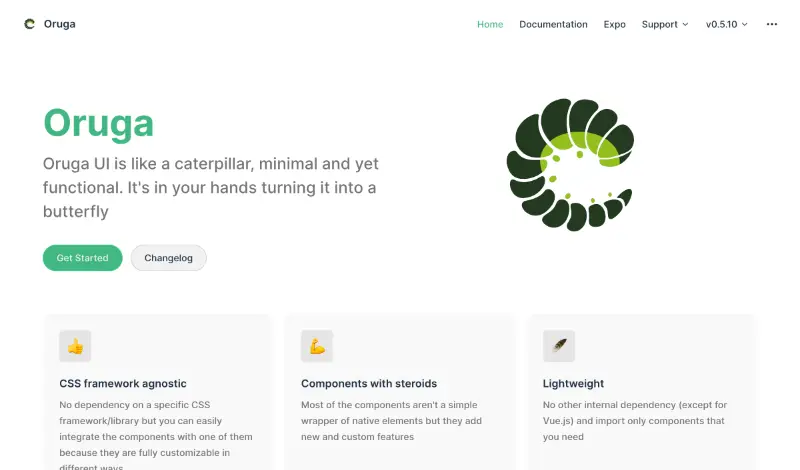 Oruga
Home
Documentation
Expo
Support
v0.5.10
Oruga
Oruga UI is like a caterpillar, minimal and yet
functional. It's in your hands turning it into a
butterfly
Get Started
Changelog
CSS framework agnostic
No dependency on a specific CSS
framework/library but you can easily
integrate the components with one of them
because they are fully customizable in
different ways
Components with steroids
Most of the components aren't a simple
wrapper of native elements but they add
new and custom features
Lightweight
No other internal dependency (except for
Vue.js) and import only components that
you need